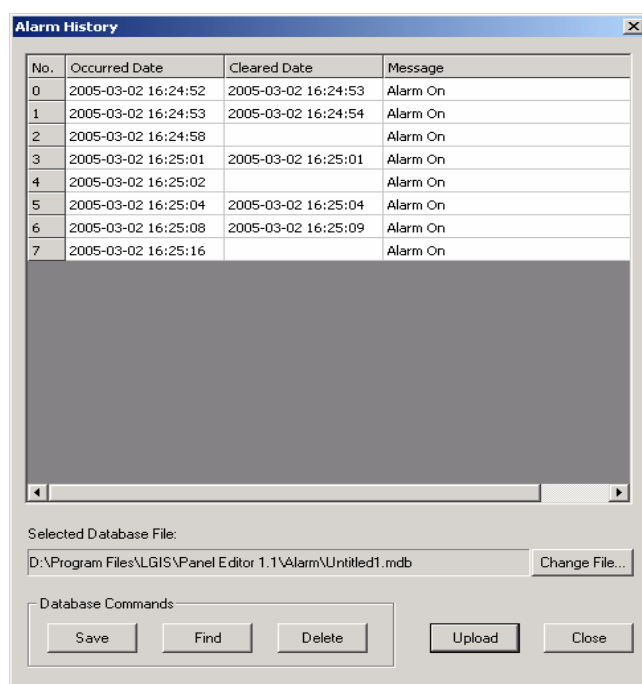 Alarm History
No. Occurred Date Cleared Date Message
0 2005-03-02 16:24:52 2005-03-02 16:24:53 Alarm On
1 2005-03-02 16:24:53 2005-03-02 16:24:54 Alarm On
2 2005-03-02 16:24:58 Alarm On
3 2005-03-02 16:25:01 2005-03-02 16:25:01 Alarm On
4 2005-03-02 16:25:02 Alarm On
5 2005-03-02 16:25:04 2005-03-02 16:25:04 Alarm On
6 2005-03-02 16:25:08 2005-03-02 16:25:09 Alarm On
7 2005-03-02 16:25:16 Alarm On
Selected Database File:
D:\Program Files\LGIS\Panel Editor 1.1\Alarm\Untitled1.mdb Change File...
Database Commands
Save Find Delete Upload Close